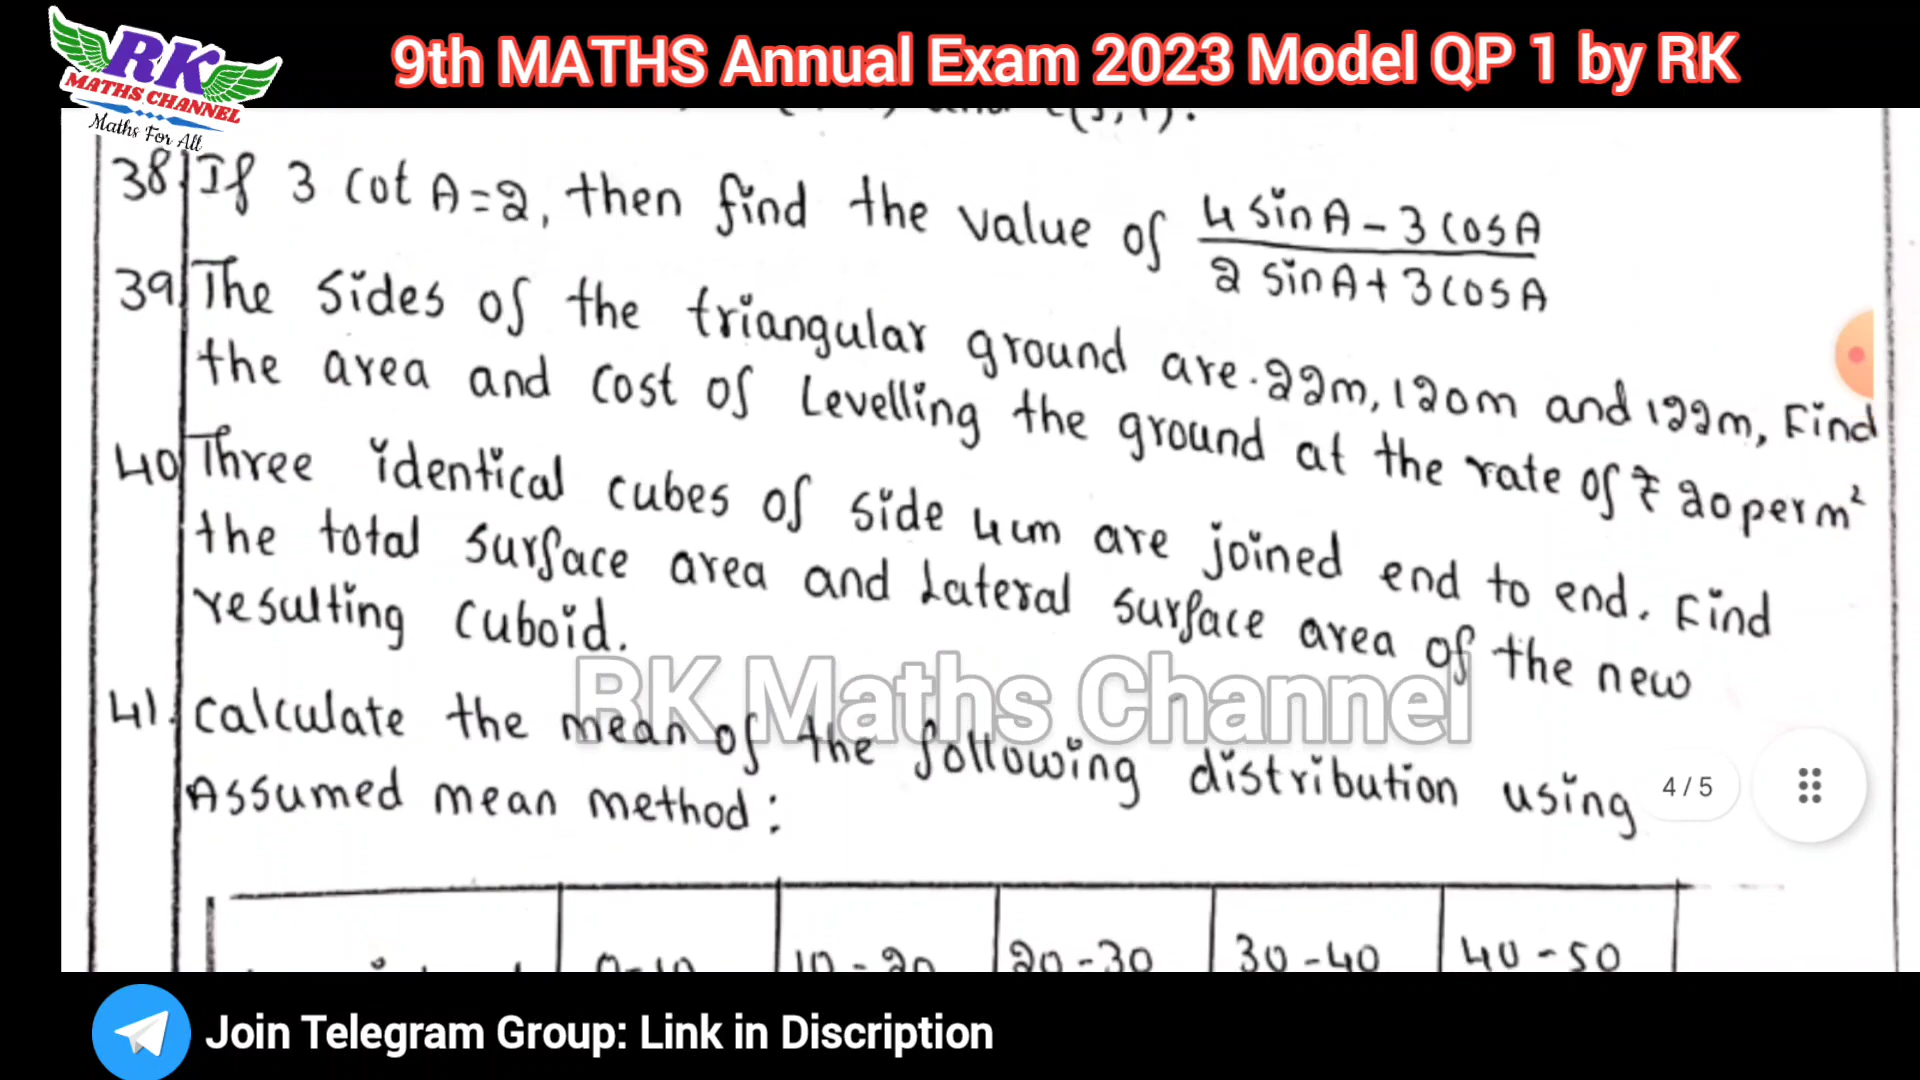 RK
MATHS CHANNEL
Maths For All
9th MATHS Annual Exam 2023 Model QP 1 by RK
38. If 3 cot A=2, then find the value of (4 sin A - 3 cos A) / (2 sin A + 3 cos A)
39. The sides of the triangular ground are 22m, 120m and 122m, Find
the area and cost of Levelling the ground at the rate of ₹ 20 per m²
40. Three identical cubes of side 4cm are joined end to end. Find
the total surface area and Lateral surface area of the new
resulting cuboid.
RK Maths Channel
41. Calculate the mean of the following distribution using
Assumed mean method:
4 / 5
0-10 10-20 20-30 30-40 40-50
Join Telegram Group: Link in Discription